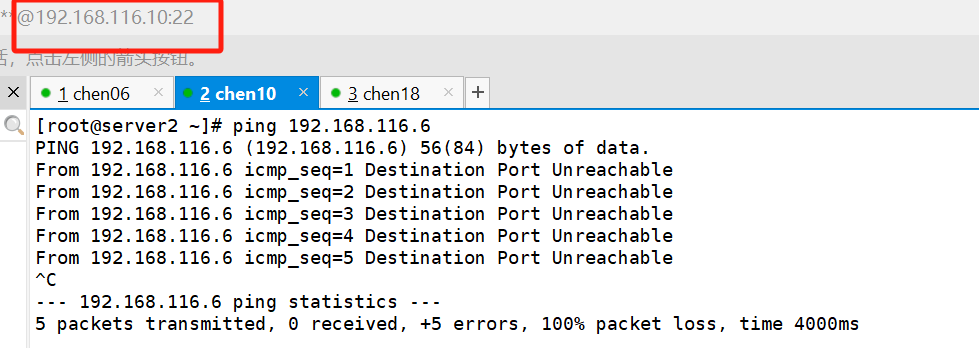 **@192.168.116.10:22
话，点击左侧的箭头按钮。
× 1 chen06 × 2 chen10 × 3 chen18 × +
[root@server2 ~]# ping 192.168.116.6
PING 192.168.116.6 (192.168.116.6) 56(84) bytes of data.
From 192.168.116.6 icmp_seq=1 Destination Port Unreachable
From 192.168.116.6 icmp_seq=2 Destination Port Unreachable
From 192.168.116.6 icmp_seq=3 Destination Port Unreachable
From 192.168.116.6 icmp_seq=4 Destination Port Unreachable
From 192.168.116.6 icmp_seq=5 Destination Port Unreachable
^C
--- 192.168.116.6 ping statistics ---
5 packets transmitted, 0 received, +5 errors, 100% packet loss, time 4000ms